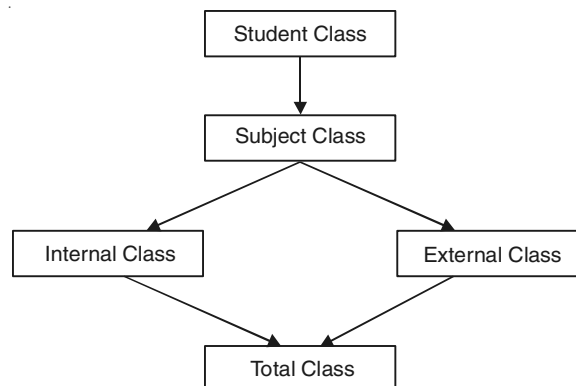 Student Class
Subject Class
Internal Class
External Class
Total Class